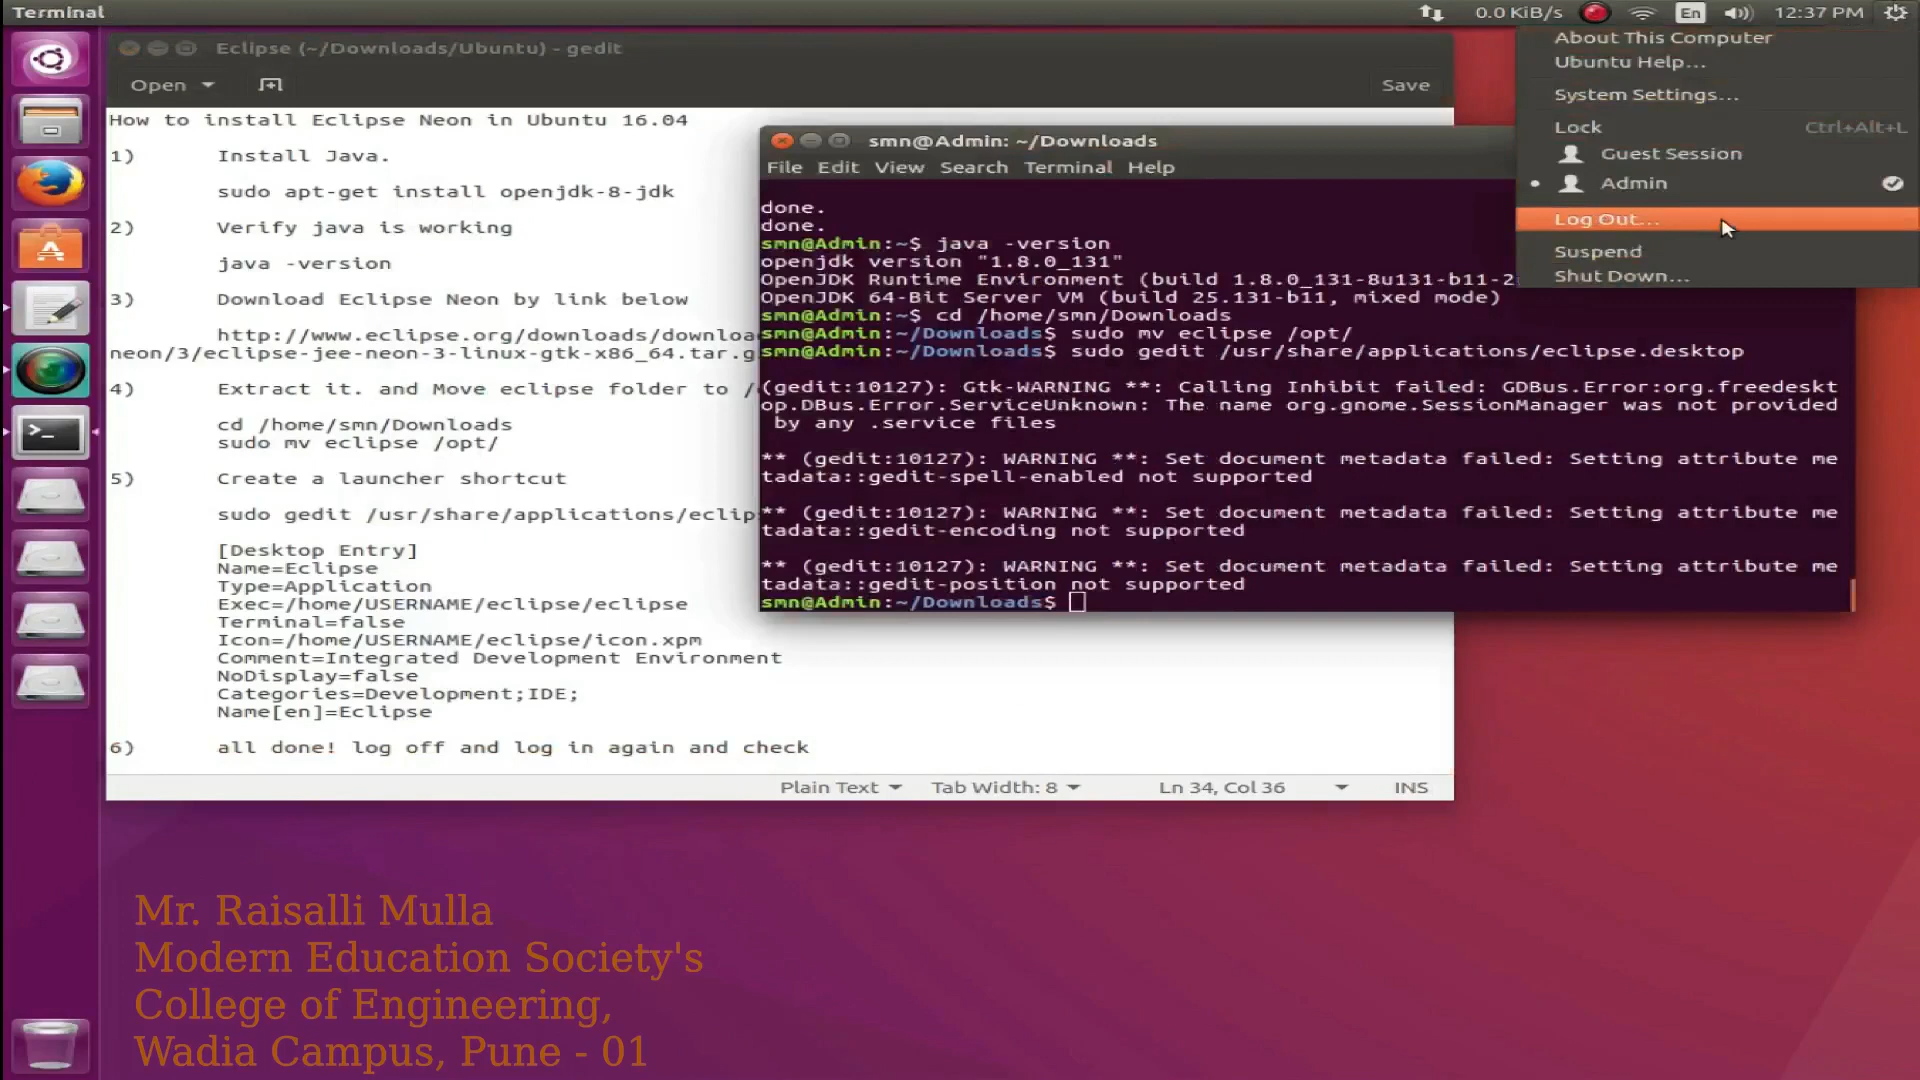 Terminal
0.0 KiB/s
En
12:37 PM
Eclipse (~/Downloads/Ubuntu) - gedit
Open
Save
How to install Eclipse Neon in Ubuntu 16.04
1) Install Java.
sudo apt-get install openjdk-8-jdk
2) Verify java is working
java -version
3) Download Eclipse Neon by link below
http://www.eclipse.org/downloads/downloa
neon/3/eclipse-jee-neon-3-linux-gtk-x86_64.tar.g
4) Extract it. and Move eclipse folder to /
cd /home/smn/Downloads
sudo mv eclipse /opt/
5) Create a launcher shortcut
sudo gedit /usr/share/applications/eclip
[Desktop Entry]
Name=Eclipse
Type=Application
Exec=/home/USERNAME/eclipse/eclipse
Terminal=false
Icon=/home/USERNAME/eclipse/icon.xpm
Comment=Integrated Development Environment
NoDisplay=false
Categories=Development;IDE;
Name[en]=Eclipse
6) all done! log off and log in again and check
Plain Text
Tab Width: 8
Ln 34, Col 36
INS
smn@Admin: ~/Downloads
File Edit View Search Terminal Help
done.
done.
smn@Admin:~$ java -version
openjdk version "1.8.0_131"
OpenJDK Runtime Environment (build 1.8.0_131-8u131-b11-2
OpenJDK 64-Bit Server VM (build 25.131-b11, mixed mode)
smn@Admin:~$ cd /home/smn/Downloads
smn@Admin:~/Downloads$ sudo mv eclipse /opt/
smn@Admin:~/Downloads$ sudo gedit /usr/share/applications/eclipse.desktop
(gedit:10127): Gtk-WARNING **: Calling Inhibit failed: GDBus.Error:org.freedeskt
op.DBus.Error.ServiceUnknown: The name org.gnome.SessionManager was not provided
by any .service files
** (gedit:10127): WARNING **: Set document metadata failed: Setting attribute me
tadata::gedit-spell-enabled not supported
** (gedit:10127): WARNING **: Set document metadata failed: Setting attribute me
tadata::gedit-encoding not supported
** (gedit:10127): WARNING **: Set document metadata failed: Setting attribute me
tadata::gedit-position not supported
smn@Admin:~/Downloads$
About This Computer
Ubuntu Help...
System Settings...
Lock Ctrl+Alt+L
Guest Session
Admin
Log Out...
Suspend
Shut Down...
Mr. Raisalli Mulla
Modern Education Society's
College of Engineering,
Wadia Campus, Pune - 01